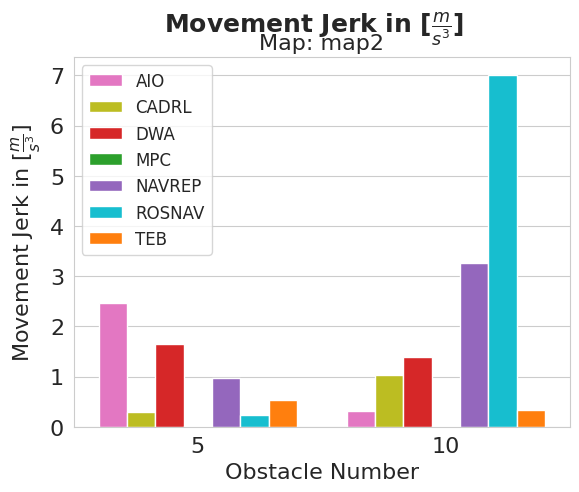 Movement Jerk in [m/s³]
Map: map2
Movement Jerk in [m/s³]
7
6
5
4
3
2
1
0
AIO
CADRL
DWA
MPC
NAVREP
ROSNAV
TEB
5 10
Obstacle Number